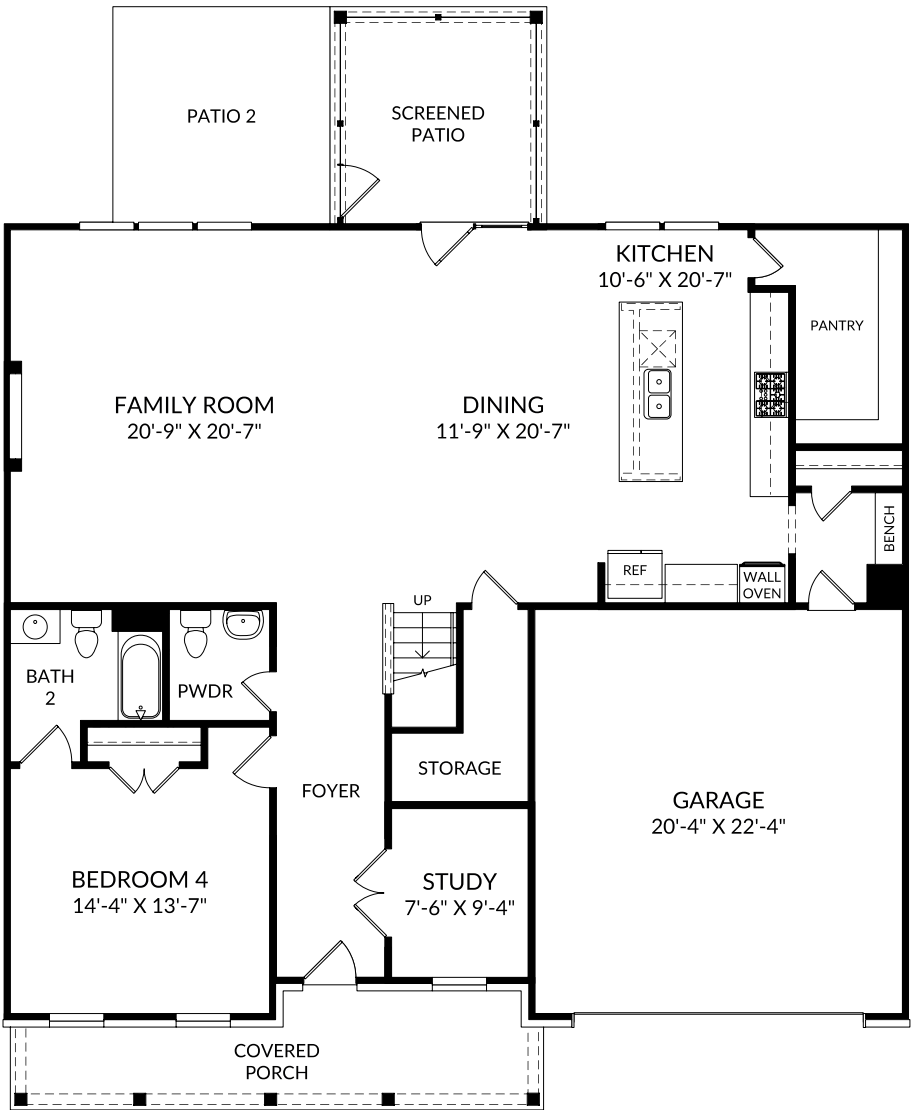 PATIO 2
SCREENED
PATIO
KITCHEN
10'-6" X 20'-7"
PANTRY
FAMILY ROOM
20'-9" X 20'-7"
DINING
11'-9" X 20'-7"
BENCH
REF
WALL
OVEN
UP
BATH
2
PWDR
STORAGE
FOYER
GARAGE
20'-4" X 22'-4"
BEDROOM 4
14'-4" X 13'-7"
STUDY
7'-6" X 9'-4"
COVERED
PORCH